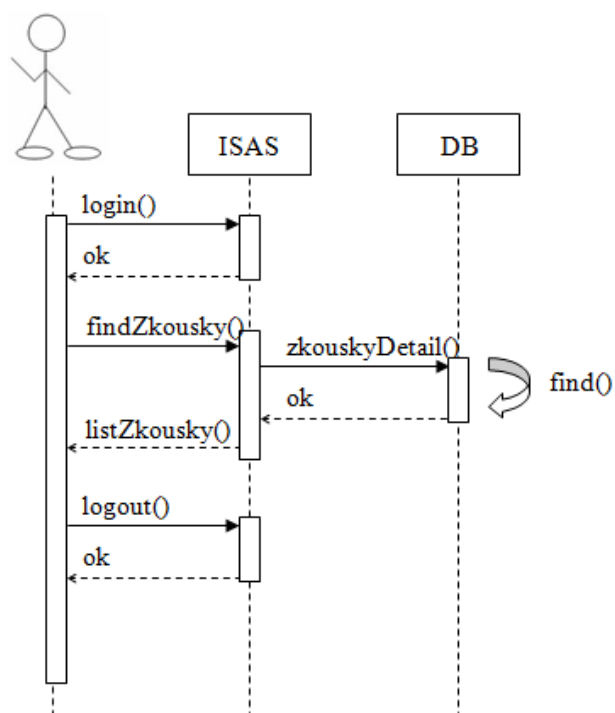 ISAS
DB
login()
ok
findZkousky()
zkouskyDetail()
find()
ok
listZkousky()
logout()
ok